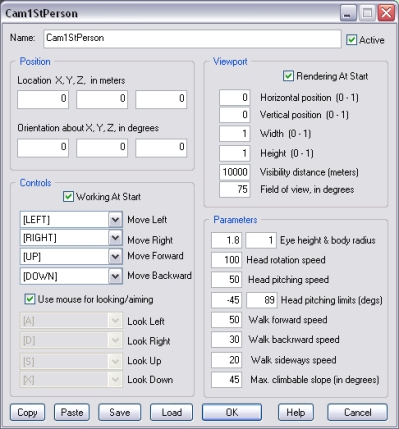 Cam1StPerson
Name: Cam1StPerson Active
Position
Location X, Y, Z, in meters
0 0 0
Orientation about X, Y, Z, in degrees
0 0 0
Viewport
Rendering At Start
0 Horizontal position (0 - 1)
0 Vertical position (0 - 1)
1 Width (0 - 1)
1 Height (0 - 1)
10000 Visibility distance (meters)
75 Field of view, in degrees
Controls
Working At Start
[LEFT] Move Left
[RIGHT] Move Right
[UP] Move Forward
[DOWN] Move Backward
Use mouse for looking/aiming
[A] Look Left
[D] Look Right
[S] Look Up
[X] Look Down
Parameters
1.8 1 Eye height & body radius
100 Head rotation speed
50 Head pitching speed
-45 89 Head pitching limits (degs)
50 Walk forward speed
30 Walk backward speed
20 Walk sideways speed
45 Max. climbable slope (in degrees)
Copy Paste Save Load OK Help Cancel